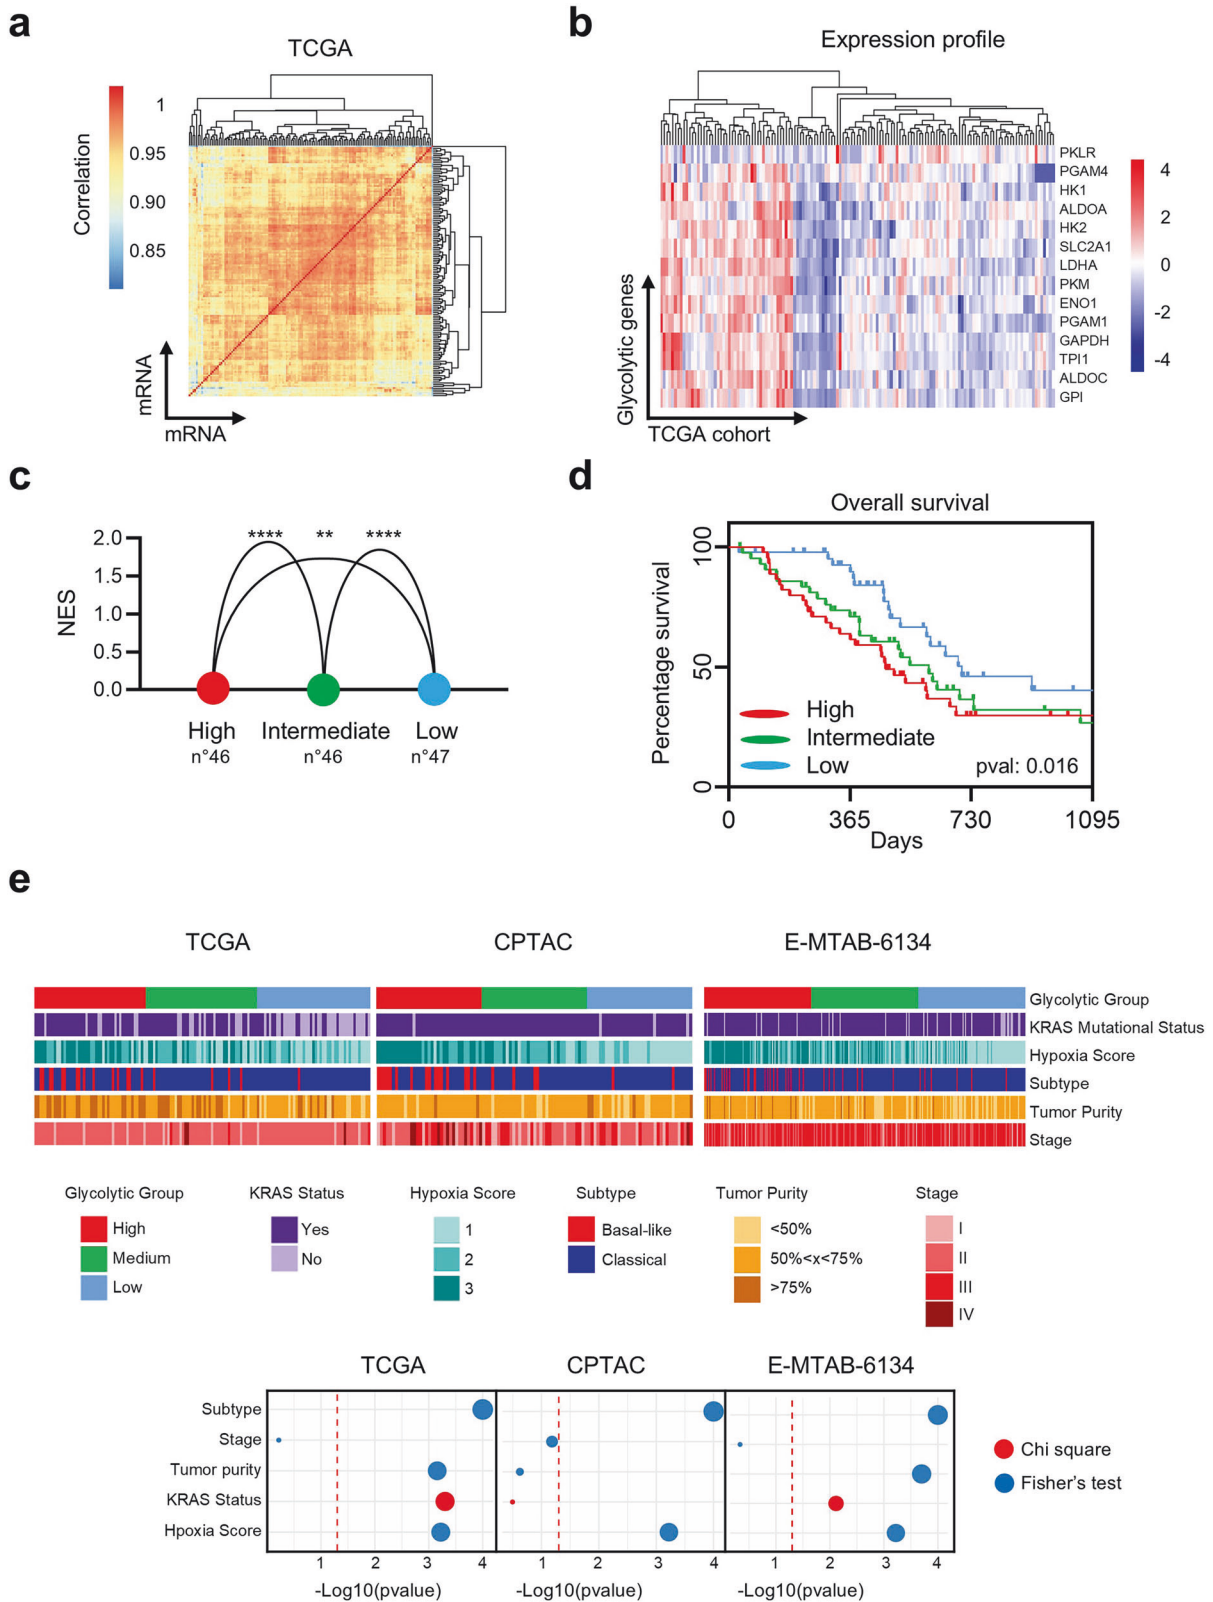 a
TCGA
Correlation
1
0.95
0.90
0.85
mRNA
mRNA
b
Expression profile
PKLR
PGAM4
HK1
ALDOA
HK2
SLC2A1
LDHA
PKM
ENO1
PGAM1
GAPDH
TPI1
ALDOC
GPI
4
2
0
-2
-4
Glycolytic genes
TCGA cohort
c
NES
2.0
1.5
1.0
0.5
0.0
**** ** ****
High Intermediate Low
n°46 n°46 n°47
d
Overall survival
Percentage survival
100
50
0
High
Intermediate
Low
pval: 0.016
0 365 730 1095
Days
e
TCGA CPTAC E-MTAB-6134
Glycolytic Group
KRAS Mutational Status
Hypoxia Score
Subtype
Tumor Purity
Stage
Glycolytic Group
High
Medium
Low
KRAS Status
Yes
No
Hypoxia Score
1
2
3
Subtype
Basal-like
Classical
Tumor Purity
<50%
50%<x<75%
>75%
Stage
I
II
III
IV
TCGA CPTAC E-MTAB-6134
Subtype
Stage
Tumor purity
KRAS Status
Hpoxia Score
1 2 3 4 1 2 3 4 1 2 3 4
-Log10(pvalue) -Log10(pvalue) -Log10(pvalue)
Chi square
Fisher's test